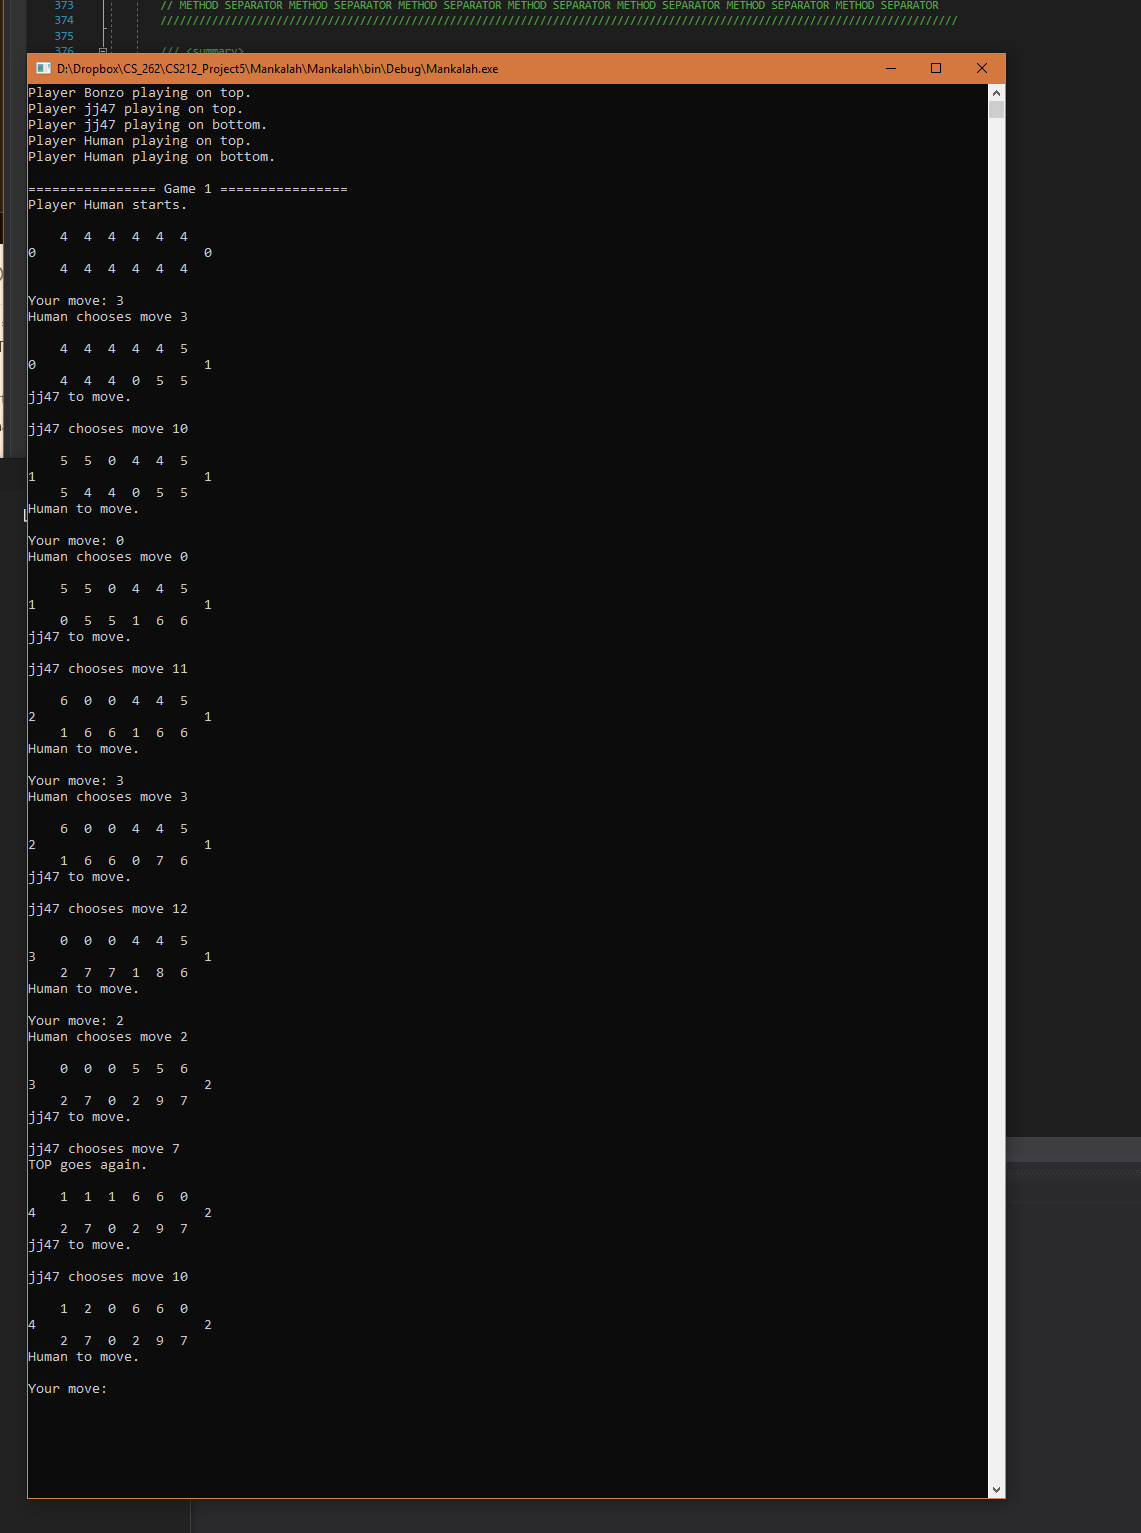 373 // METHOD SEPARATOR METHOD SEPARATOR METHOD SEPARATOR METHOD SEPARATOR METHOD SEPARATOR METHOD SEPARATOR METHOD SEPARATOR
374 ////////////////////////////////////////////////////////////////////////////////////////////////////////////////////////////
375
376 /// <summary>
D:\Dropbox\CS_262\CS212_Project5\Mankalah\Mankalah\bin\Debug\Mankalah.exe
Player Bonzo playing on top.
Player jj47 playing on top.
Player jj47 playing on bottom.
Player Human playing on top.
Player Human playing on bottom.
================ Game 1 ================
Player Human starts.
4 4 4 4 4 4
0 0
4 4 4 4 4 4
Your move: 3
Human chooses move 3
4 4 4 4 4 5
0 1
4 4 4 0 5 5
jj47 to move.
jj47 chooses move 10
5 5 0 4 4 5
1 1
5 4 4 0 5 5
Human to move.
Your move: 0
Human chooses move 0
5 5 0 4 4 5
1 1
0 5 5 1 6 6
jj47 to move.
jj47 chooses move 11
6 0 0 4 4 5
2 1
1 6 6 1 6 6
Human to move.
Your move: 3
Human chooses move 3
6 0 0 4 4 5
2 1
1 6 6 0 7 6
jj47 to move.
jj47 chooses move 12
0 0 0 4 4 5
3 1
2 7 7 1 8 6
Human to move.
Your move: 2
Human chooses move 2
0 0 0 5 5 6
3 2
2 7 0 2 9 7
jj47 to move.
jj47 chooses move 7
TOP goes again.
1 1 1 6 6 0
4 2
2 7 0 2 9 7
jj47 to move.
jj47 chooses move 10
1 2 0 6 6 0
4 2
2 7 0 2 9 7
Human to move.
Your move: